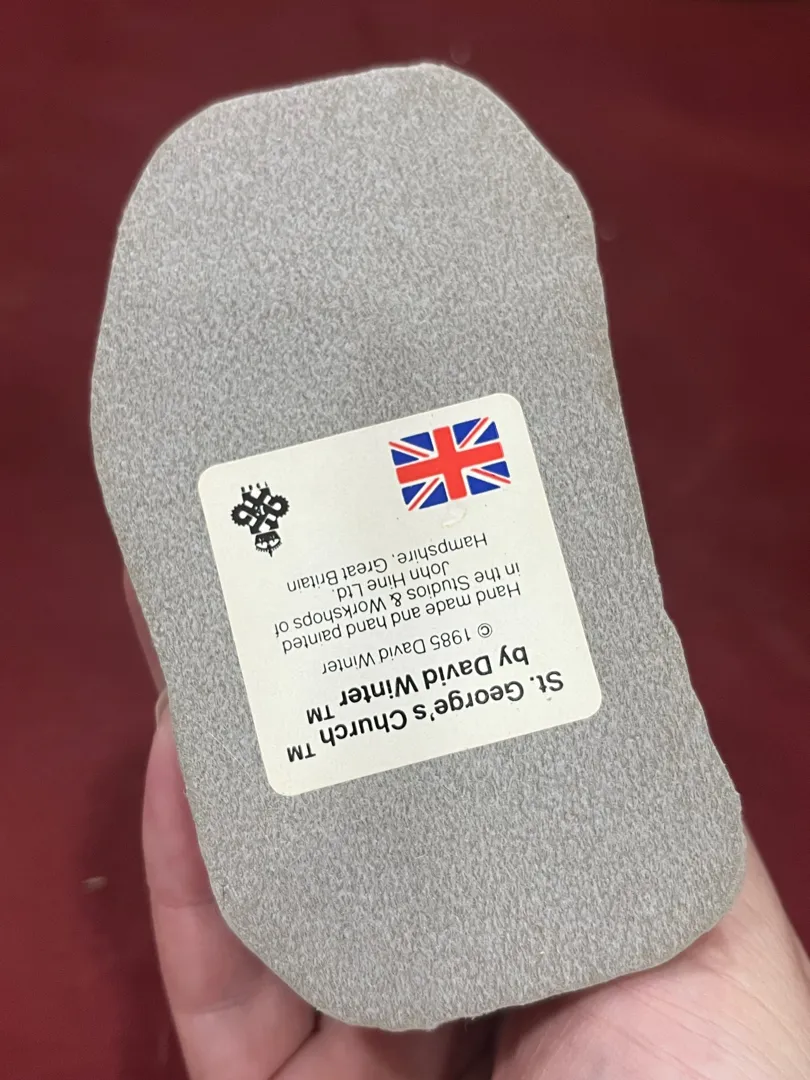 St. George's Church ™
by David Winter ™
© 1985 David Winter
Hand made and hand painted
in the Studios & Workshops of
John Hine Ltd.
Hampshire. Great Britain